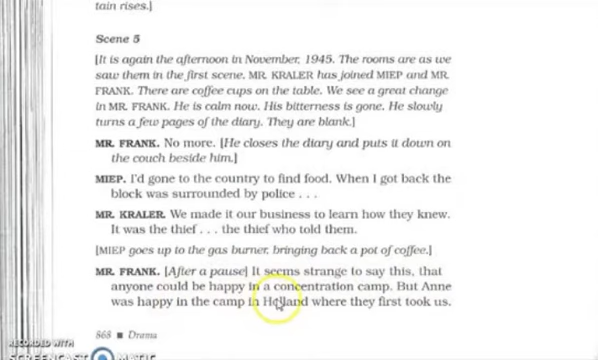 tain rises.]
Scene 5
[It is again the afternoon in November, 1945. The rooms are as we
saw them in the first scene. MR. KRALER has joined MIEP and MR.
FRANK. There are coffee cups on the table. We see a great change
in MR. FRANK. He is calm now. His bitterness is gone. He slowly
turns a few pages of the diary. They are blank.]
MR. FRANK. No more. [He closes the diary and puts it down on
the couch beside him.]
MIEP. I'd gone to the country to find food. When I got back the
block was surrounded by police . . .
MR. KRALER. We made it our business to learn how they knew.
It was the thief . . . the thief who told them.
[MIEP goes up to the gas burner, bringing back a pot of coffee.]
MR. FRANK. [After a pause] It seems strange to say this, that
anyone could be happy in a concentration camp. But Anne
was happy in the camp in Holland where they first took us.
868 ■ Drama
RECORDED WITH
SCREENCAST MATIC